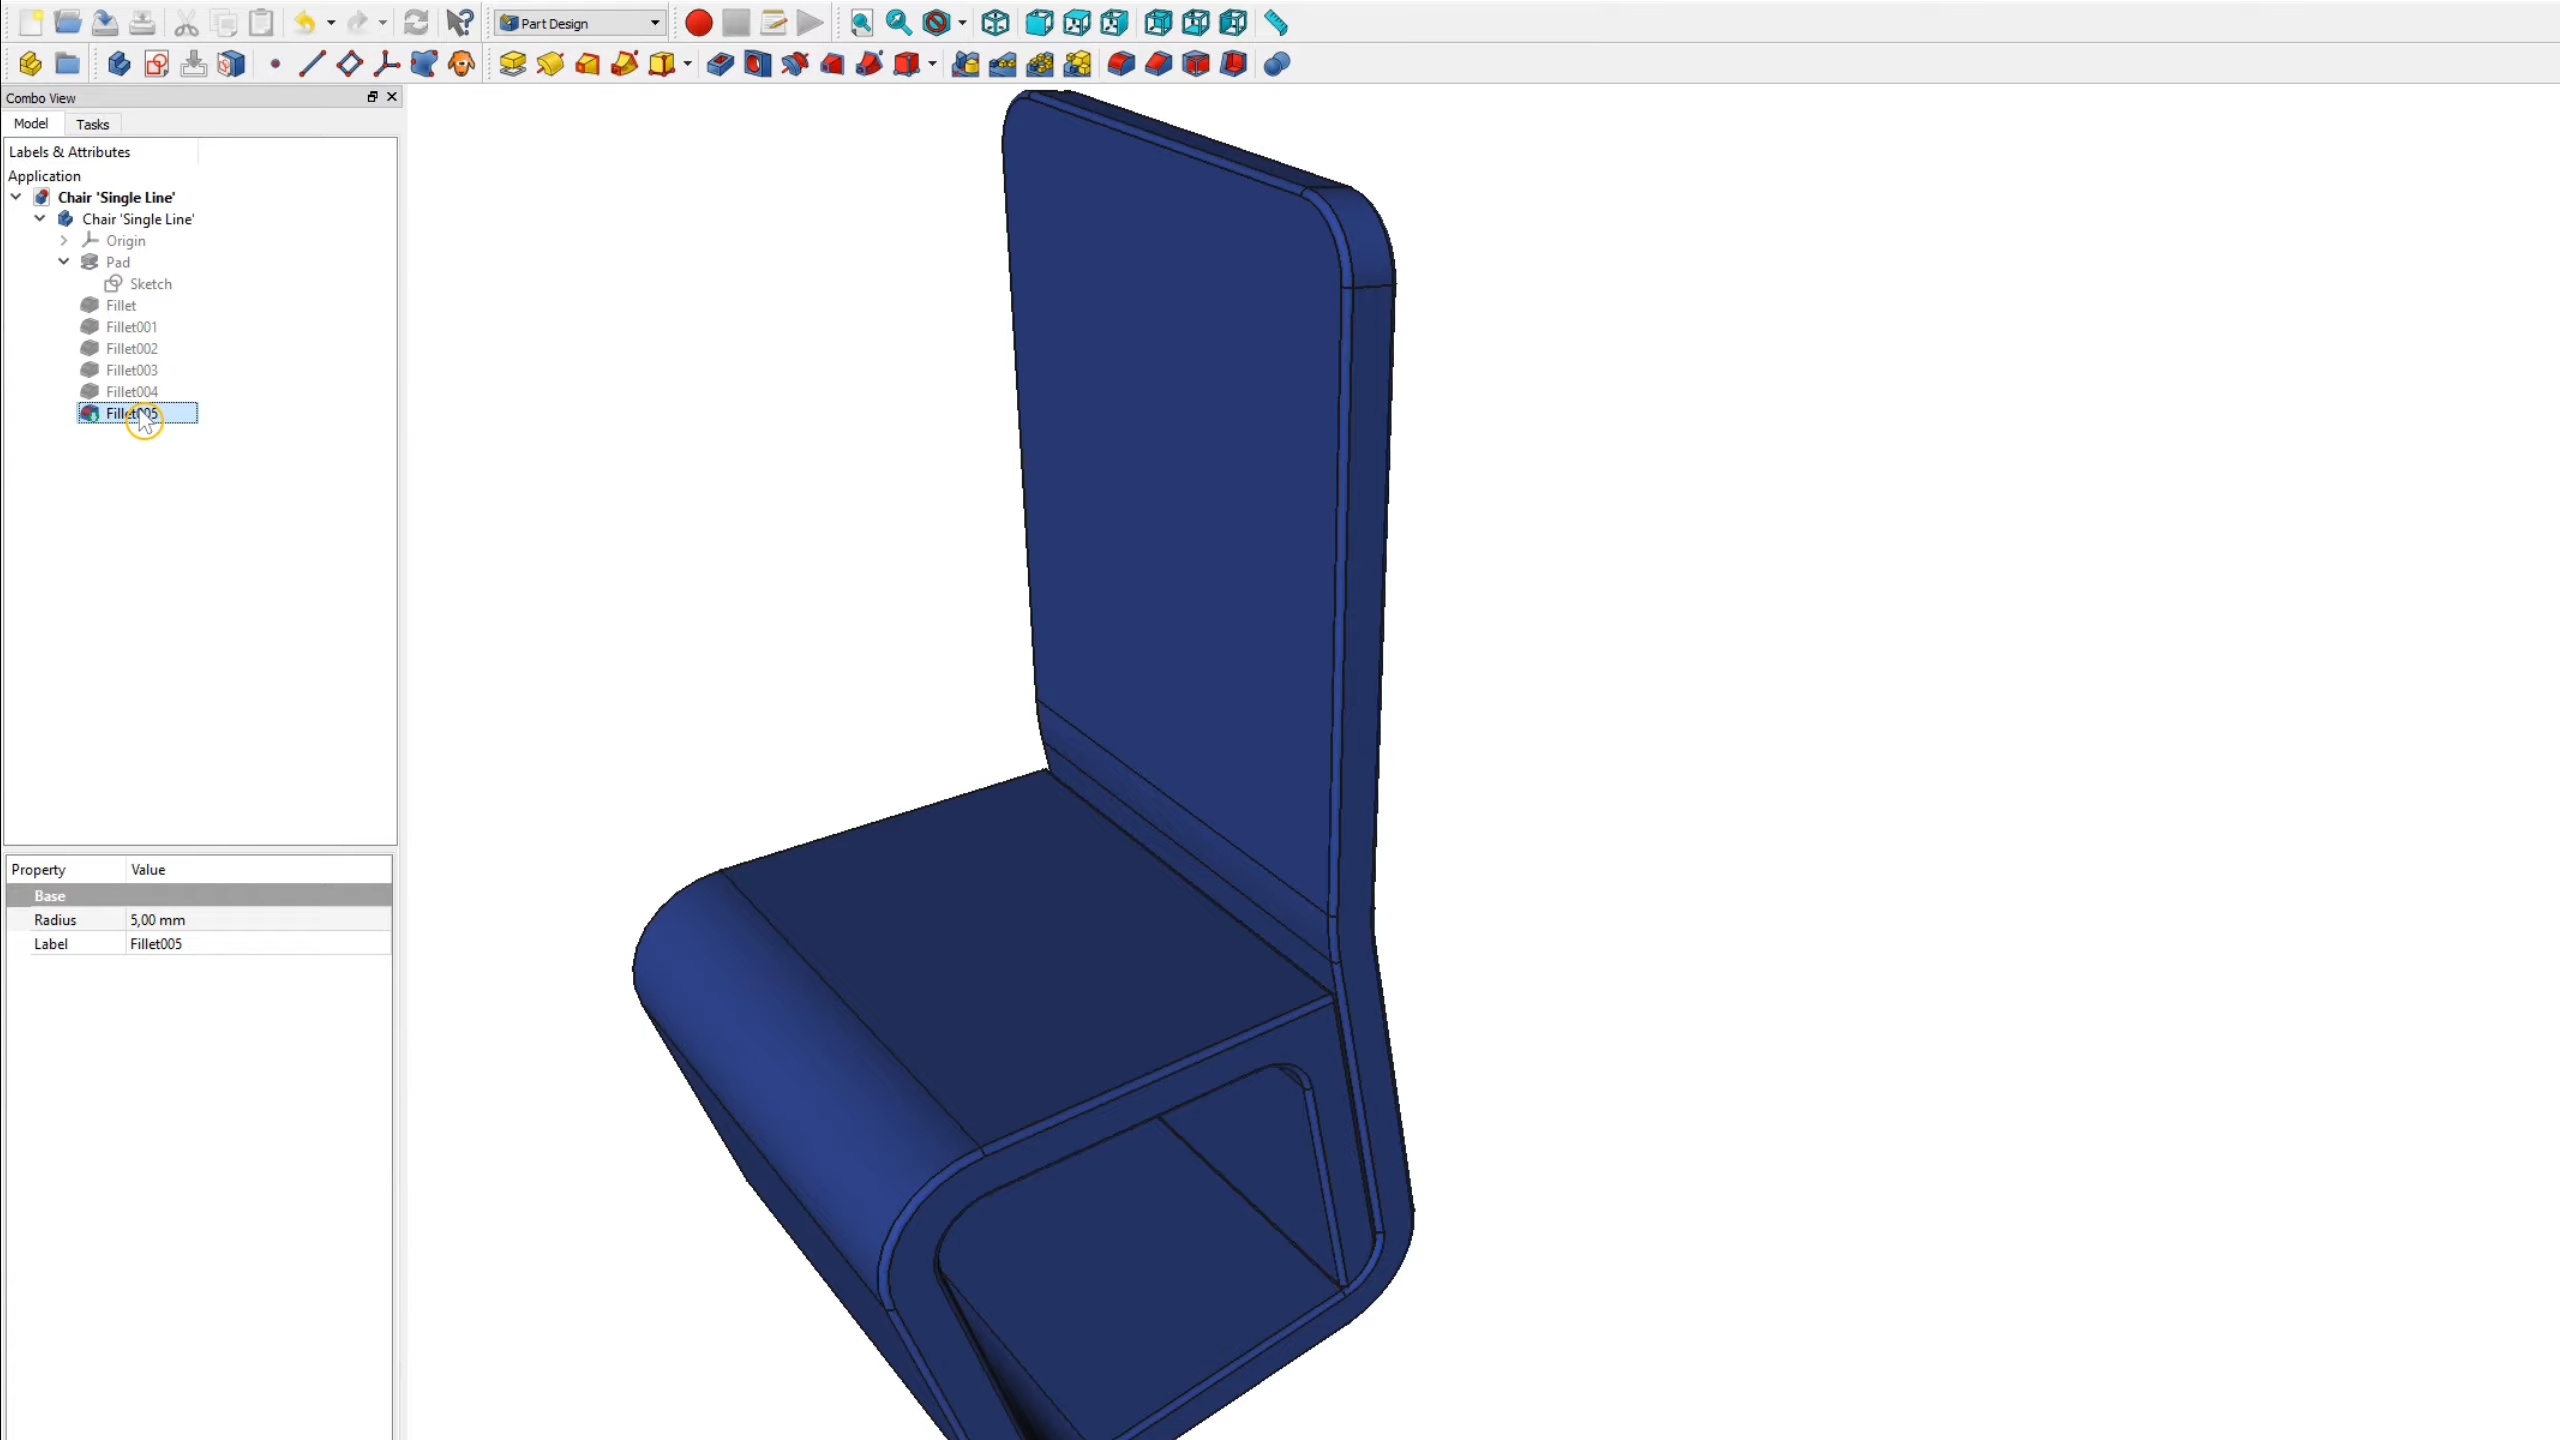 Part Design
Combo View
Model Tasks
Labels & Attributes
Application
Chair 'Single Line'
Chair 'Single Line'
Origin
Pad
Sketch
Fillet
Fillet001
Fillet002
Fillet003
Fillet004
Fillet005
Property Value
Base
Radius 5,00 mm
Label Fillet005